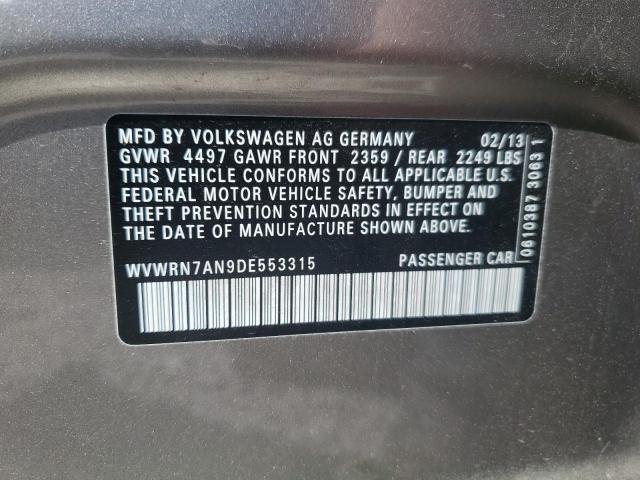 MFD BY VOLKSWAGEN AG GERMANY 02/13
GVWR 4497 GAWR FRONT 2359 / REAR 2249 LBS
THIS VEHICLE CONFORMS TO ALL APPLICABLE U.S.
FEDERAL MOTOR VEHICLE SAFETY, BUMPER AND
THEFT PREVENTION STANDARDS IN EFFECT ON
THE DATE OF MANUFACTURE SHOWN ABOVE.
WVWRN7AN9DE553315 PASSENGER CAR
0610387 3063 1